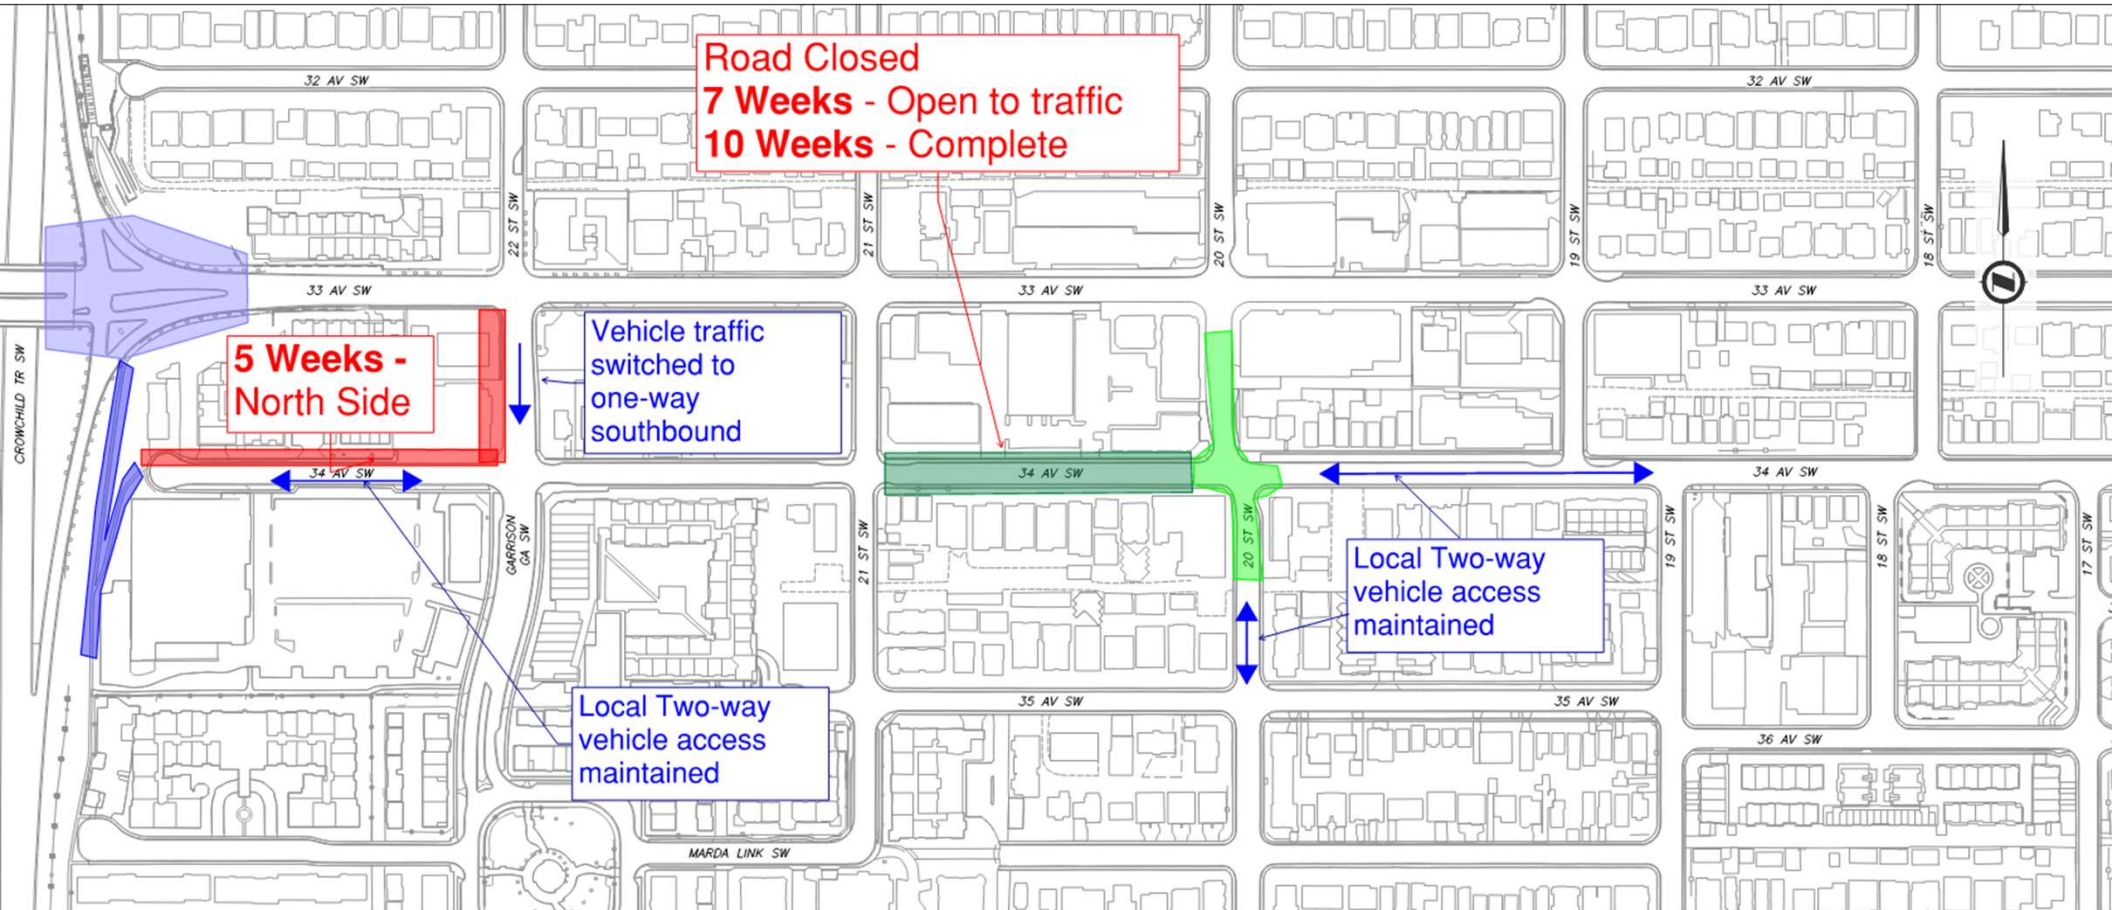 32 AV SW
32 AV SW
Road Closed
7 Weeks - Open to traffic
10 Weeks - Complete
22 ST SW
21 ST SW
20 ST SW
19 ST SW
18 ST SW
33 AV SW
33 AV SW
33 AV SW
CROWCHILD TR SW
5 Weeks -
North Side
Vehicle traffic
switched to
one-way
southbound
34 AV SW
34 AV SW
34 AV SW
GARRISON
GA SW
21 ST SW
20 ST SW
19 ST SW
18 ST SW
17 ST SW
Local Two-way
vehicle access
maintained
Local Two-way
vehicle access
maintained
35 AV SW
35 AV SW
36 AV SW
MARDA LINK SW